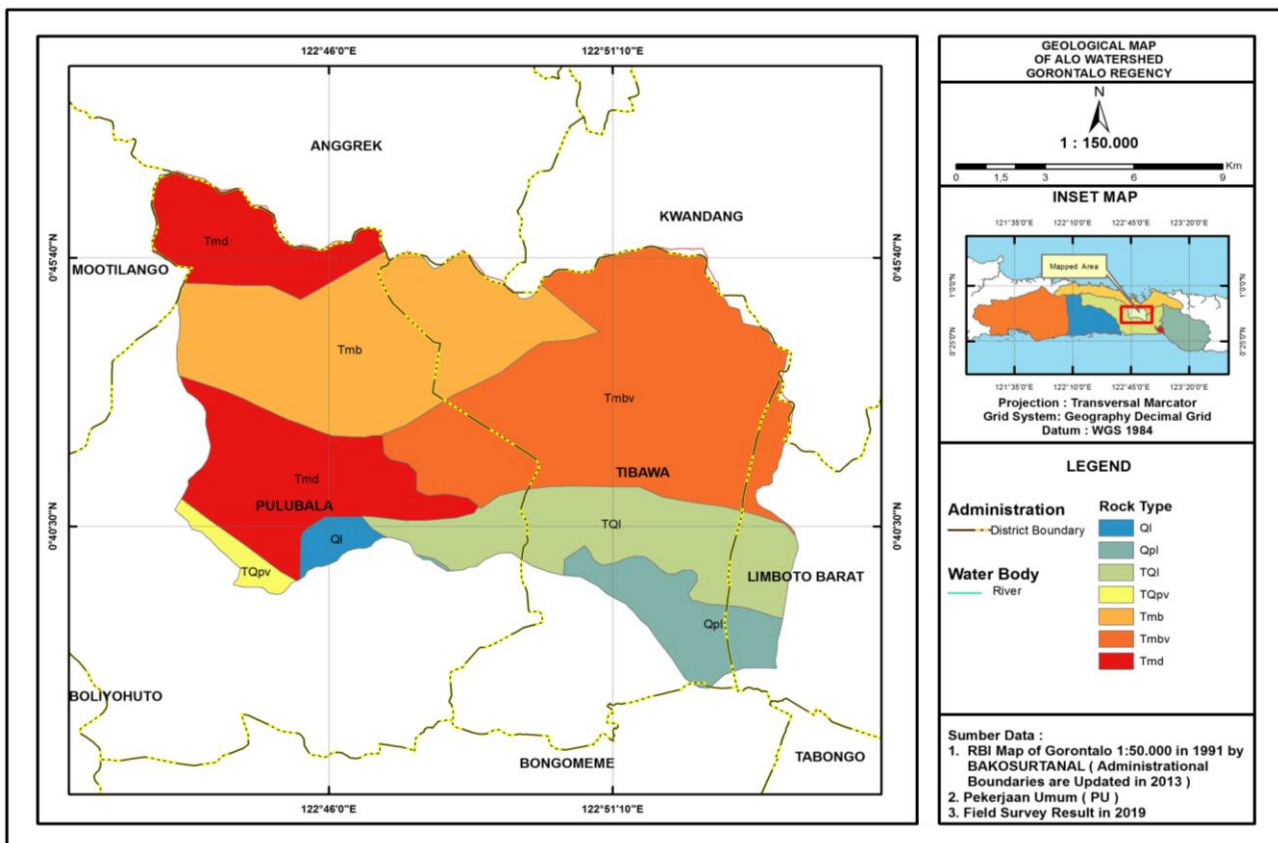 122°46'0"E 122°51'10"E
ANGGREK
KWANDANG
Tmd
0°45'40"N 0°45'40"N
MOOTILANGO
Tmb
Tmbv
Tmd
TIBAWA
PULUBALA
0°40'30"N TQl 0°40'30"N
Ql
TQpv
LIMBOTO BARAT
Qpl
BOLIYOHUTO
TABONGO
BONGOMEME
122°46'0"E 122°51'10"E
GEOLOGICAL MAP
OF ALO WATERSHED
GORONTALO REGENCY
N
1 : 150.000
Km
0 1,5 3 6 9
INSET MAP
121°35'0"E 122°10'0"E 122°45'0"E 123°20'0"E
Mapped Area
1°0'0"N 1°0'0"N
0°25'0"N 0°25'0"N
121°35'0"E 122°10'0"E 122°45'0"E 123°20'0"E
Projection : Transversal Marcator
Grid System: Geography Decimal Grid
Datum : WGS 1984
LEGEND
Administration
District Boundary
Water Body
River
Rock Type
Ql
Qpl
TQl
TQpv
Tmb
Tmbv
Tmd
Sumber Data :
1. RBI Map of Gorontalo 1:50.000 in 1991 by
BAKOSURTANAL ( Administrational
Boundaries are Updated in 2013 )
2. Pekerjaan Umum ( PU )
3. Field Survey Result in 2019